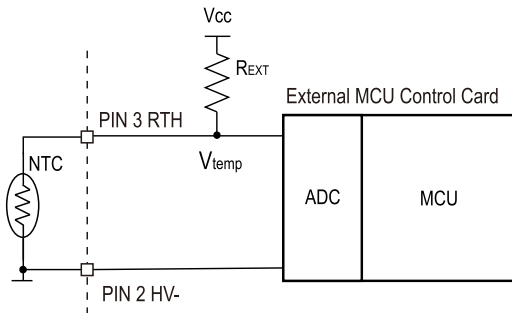 Vcc
REXT
External MCU Control Card
PIN 3 RTH
NTC
Vtemp
ADC
MCU
PIN 2 HV-